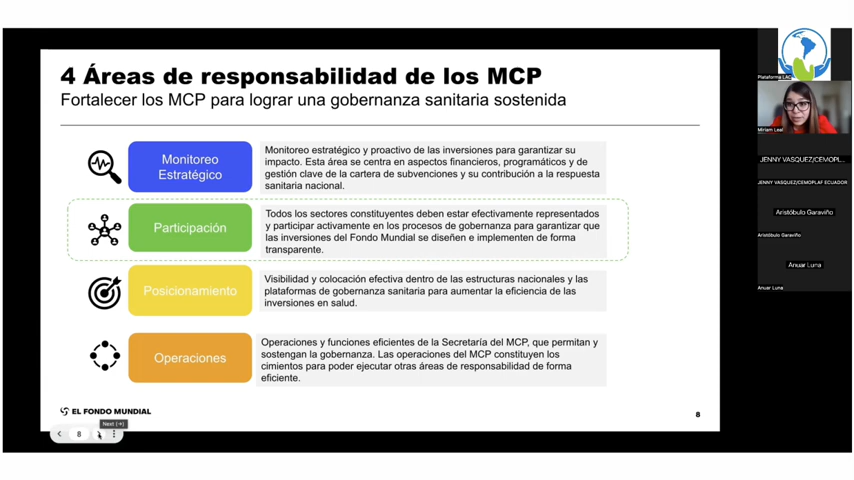 4 Áreas de responsabilidad de los MCP
Fortalecer los MCP para lograr una gobernanza sanitaria sostenida
Monitoreo
Estratégico
Monitoreo estratégico y proactivo de las inversiones para garantizar su
impacto. Esta área se centra en aspectos financieros, programáticos y de
gestión clave de la cartera de subvenciones y su contribución a la respuesta
sanitaria nacional.
Participación
Todos los sectores constituyentes deben estar efectivamente representados
y participar activamente en los procesos de gobernanza para garantizar que
las inversiones del Fondo Mundial se diseñen e implementen de forma
transparente.
Posicionamiento
Visibilidad y colocación efectiva dentro de las estructuras nacionales y las
plataformas de gobernanza sanitaria para aumentar la eficiencia de las
inversiones en salud.
Operaciones
Operaciones y funciones eficientes de la Secretaría del MCP, que permitan y
sostengan la gobernanza. Las operaciones del MCP constituyen los
cimientos para poder ejecutar otras áreas de responsabilidad de forma
eficiente.
EL FONDO MUNDIAL
8
Next (→)
8
Plataforma LAC
Miriam Leal
JENNY VASQUEZ/CEMOPL...
JENNY VASQUEZ/CEMOPLAF ECUADOR
Aristóbulo Garaviño
Aristóbulo Garaviño
Anuar Luna
Anuar Luna